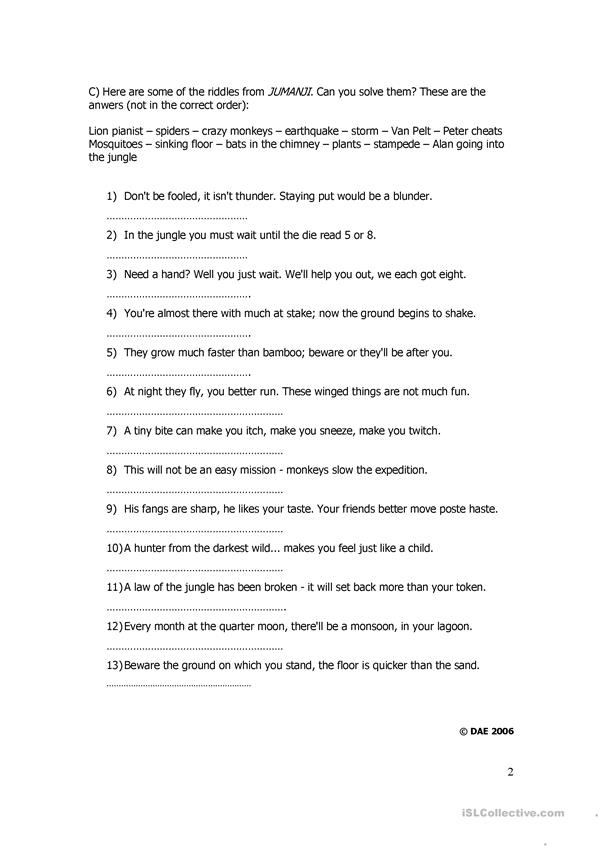 C) Here are some of the riddles from JUMANJI. Can you solve them? These are the
anwers (not in the correct order):
Lion pianist – spiders – crazy monkeys – earthquake – storm – Van Pelt – Peter cheats
Mosquitoes – sinking floor – bats in the chimney – plants – stampede – Alan going into
the jungle
1) Don't be fooled, it isn't thunder. Staying put would be a blunder.
................................................
2) In the jungle you must wait until the die read 5 or 8.
................................................
3) Need a hand? Well you just wait. We'll help you out, we each got eight.
.................................................
4) You're almost there with much at stake; now the ground begins to shake.
.................................................
5) They grow much faster than bamboo; beware or they'll be after you.
.................................................
6) At night they fly, you better run. These winged things are not much fun.
............................................................
7) A tiny bite can make you itch, make you sneeze, make you twitch.
............................................................
8) This will not be an easy mission - monkeys slow the expedition.
............................................................
9) His fangs are sharp, he likes your taste. Your friends better move poste haste.
............................................................
10) A hunter from the darkest wild... makes you feel just like a child.
............................................................
11) A law of the jungle has been broken - it will set back more than your token.
.............................................................
12) Every month at the quarter moon, there'll be a monsoon, in your lagoon.
............................................................
13) Beware the ground on which you stand, the floor is quicker than the sand.
............................................................
© DAE 2006
2
iSLCollective.com